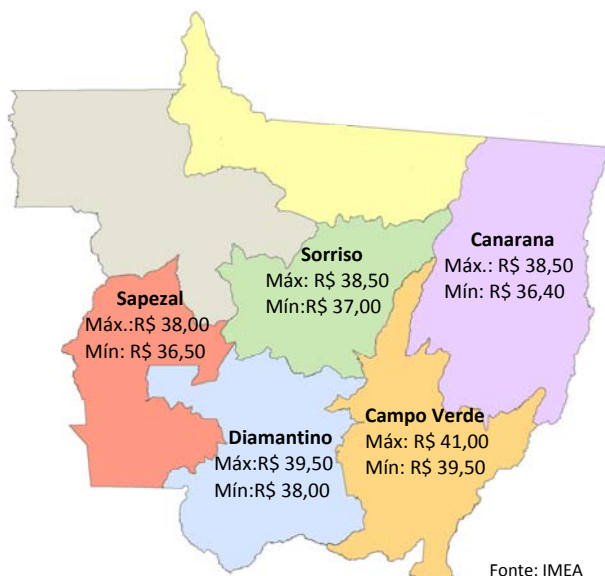 Sorriso
Máx: R$ 38,50
Mín:R$ 37,00
Canarana
Máx.: R$ 38,50
Mín: R$ 36,40
Sapezal
Máx.:R$ 38,00
Mín: R$ 36,50
Diamantino
Máx:R$ 39,50
Mín:R$ 38,00
Campo Verde
Máx: R$ 41,00
Mín: R$ 39,50
Fonte: IMEA